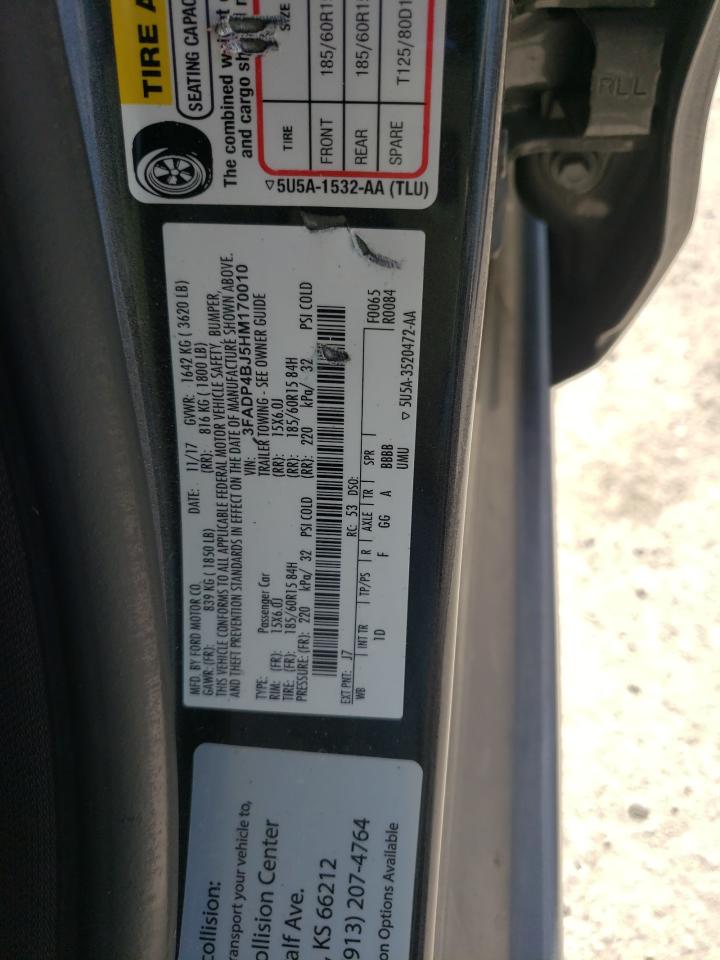 TIRE A
SEATING CAPAC
The combined w
and cargo sh
TIRE SIZE
FRONT 185/60R1
REAR 185/60R1
SPARE T125/80D1
▽5U5A-1532-AA (TLU)
RLL
MFD. BY FORD MOTOR CO. DATE: 11/17 GVWR: 1642 KG ( 3620 LB)
GAWR: (FR): 839 KG ( 1850 LB) (RR): 816 KG ( 1800 LB)
THIS VEHICLE CONFORMS TO ALL APPLICABLE FEDERAL MOTOR VEHICLE SAFETY, BUMPER,
AND THEFT PREVENTION STANDARDS IN EFFECT ON THE DATE OF MANUFACTURE SHOWN ABOVE.
VIN: 3FADP4BJ5HM170010
TYPE: Passenger Car TRAILER TOWING - SEE OWNER GUIDE
RIM: (FR): 15X6.0J (RR): 15X6.0J
TIRE: (FR): 185/60R15 84H (RR): 185/60R15 84H
PRESSURE: (FR): 220 kPa/ 32 PSI COLD (RR): 220 kPa/ 32 PSI COLD
F0065
EXT PNT: J7 RC: 53 DSO: R0084
WB INT TR TP/PS R AXLE TR SPR
1D F GG A BBBB
UMU ▽ 5U5A-3520472-AA
collision:
ransport your vehicle to,
ollision Center
alf Ave.
, KS 66212
913) 207-4764
on Options Available